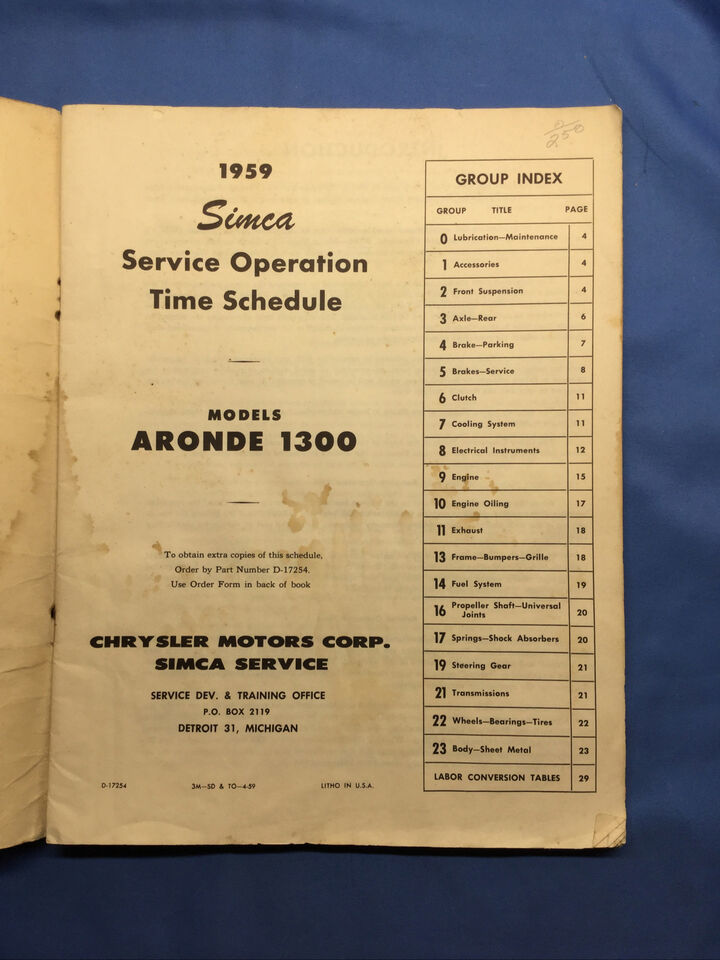 1959
Simca
Service Operation
Time Schedule
MODELS
ARONDE 1300
To obtain extra copies of this schedule,
Order by Part Number D-17254.
Use Order Form in back of book
CHRYSLER MOTORS CORP.
SIMCA SERVICE
SERVICE DEV. & TRAINING OFFICE
P.O. BOX 2119
DETROIT 31, MICHIGAN
D-17254 3M—SD & TO—4-59 LITHO IN U.S.A.
250
GROUP INDEX
GROUP TITLE PAGE
0 Lubrication—Maintenance 4
1 Accessories 4
2 Front Suspension 4
3 Axle—Rear 6
4 Brake—Parking 7
5 Brakes—Service 8
6 Clutch 11
7 Cooling System 11
8 Electrical Instruments 12
9 Engine 15
10 Engine Oiling 17
11 Exhaust 18
13 Frame—Bumpers—Grille 18
14 Fuel System 19
16 Propeller Shaft—Universal
Joints 20
17 Springs—Shock Absorbers 20
19 Steering Gear 21
21 Transmissions 21
22 Wheels—Bearings—Tires 22
23 Body—Sheet Metal 23
LABOR CONVERSION TABLES 29